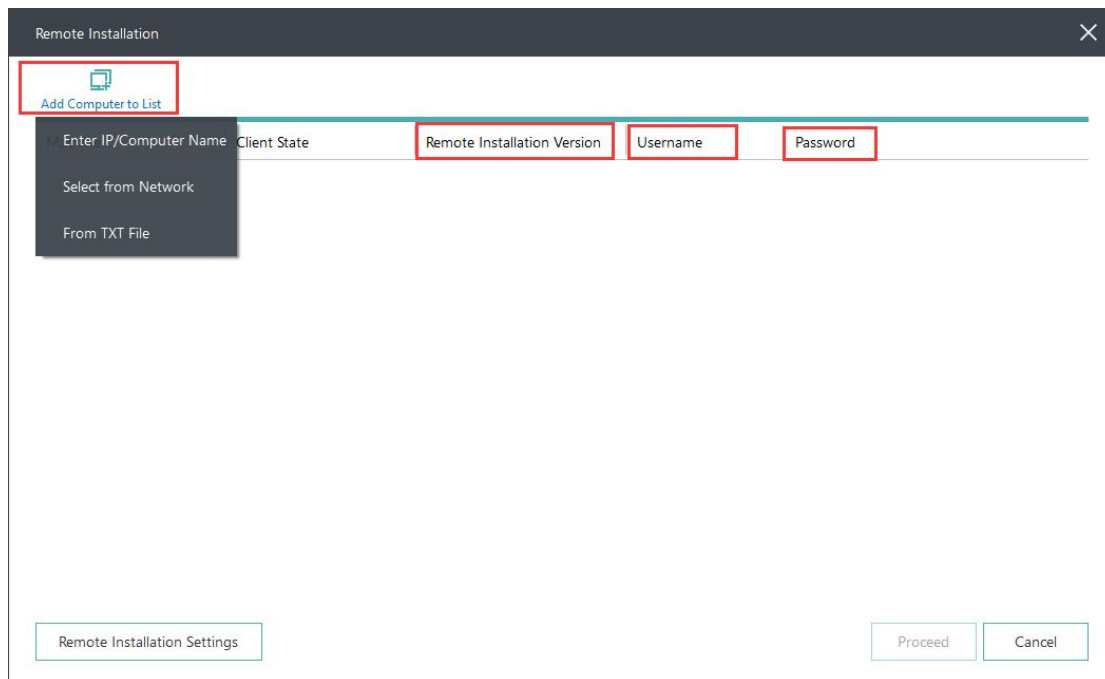 Remote Installation
Add Computer to List
Enter IP/Computer Name
Client State
Remote Installation Version
Username
Password
Select from Network
From TXT File
Remote Installation Settings
Proceed
Cancel